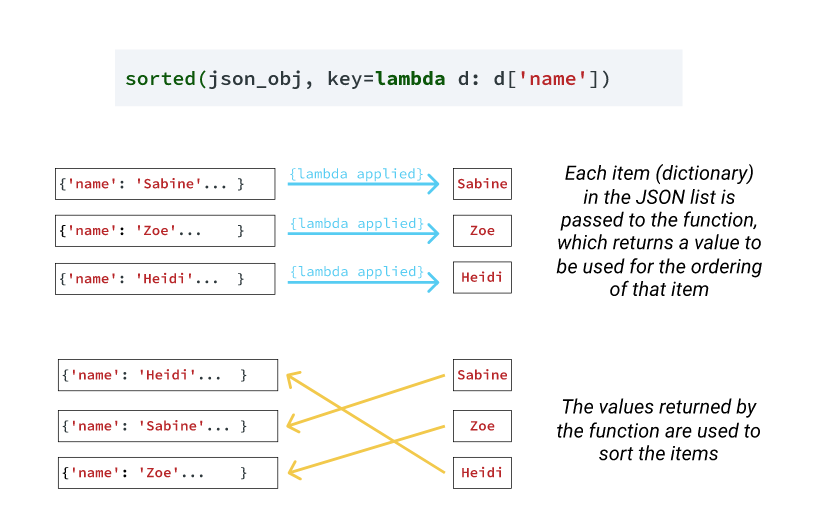 sorted(json_obj, key=lambda d: d['name'])
{'name': 'Sabine'... }
{lambda applied}
Sabine
{'name': 'Zoe'... }
{lambda applied}
Zoe
{'name': 'Heidi'... }
{lambda applied}
Heidi
Each item (dictionary)
in the JSON list is
passed to the function,
which returns a value to
be used for the ordering
of that item
{'name': 'Heidi'... }
Sabine
{'name': 'Sabine'... }
Zoe
{'name': 'Zoe'... }
Heidi
The values returned by
the function are used to
sort the items